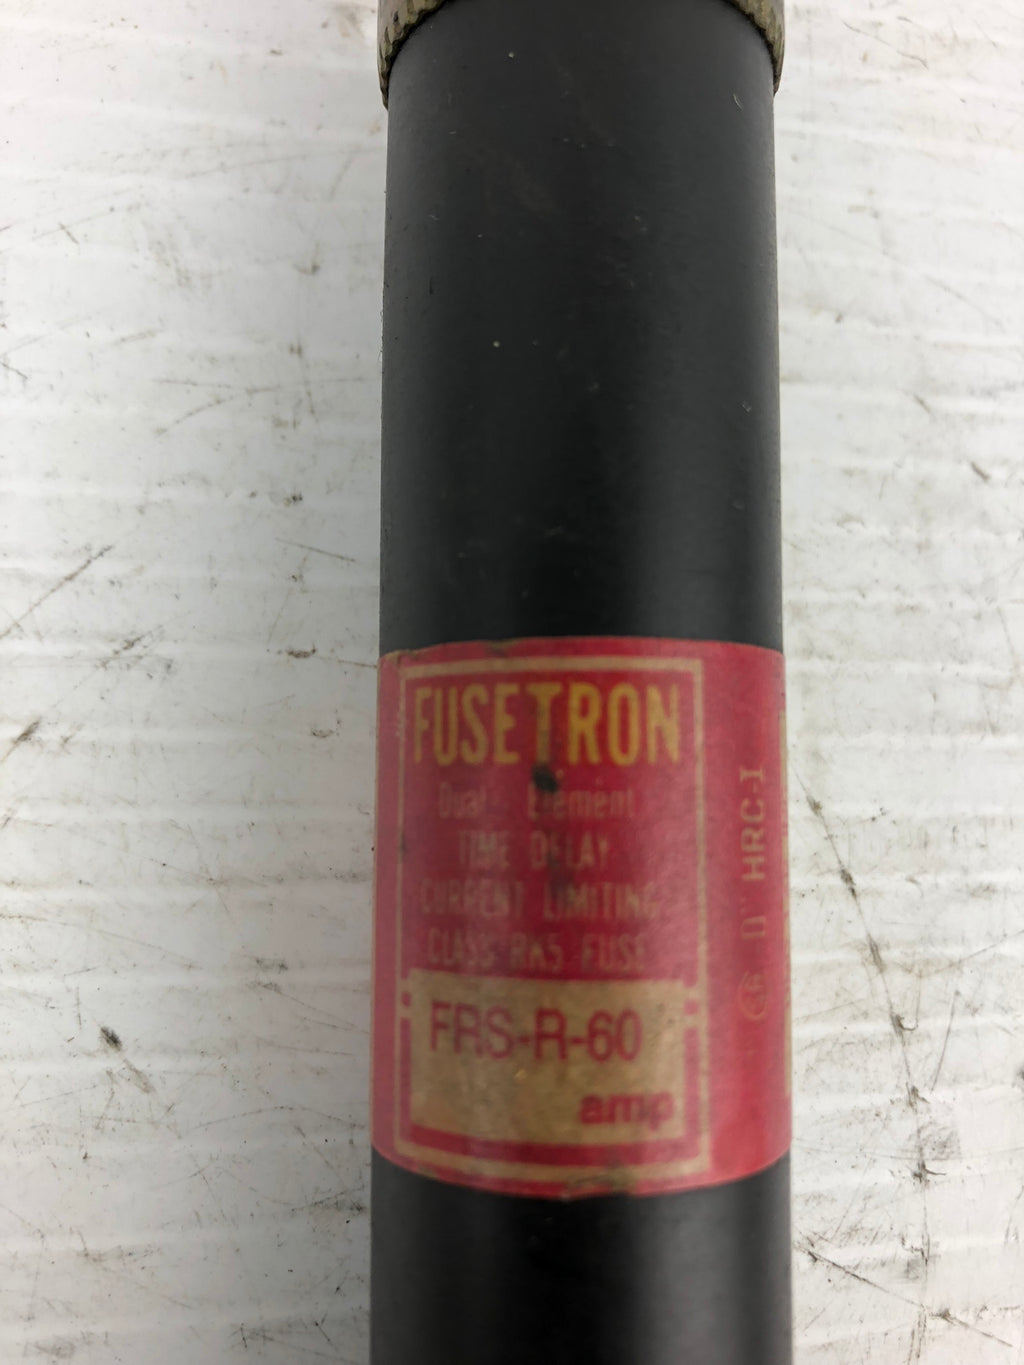 FUSETRON
Dual - Element
TIME DELAY
CURRENT LIMITING
CLASS RK5 FUSE
FRS-R-60
amp
"D" HRC-I